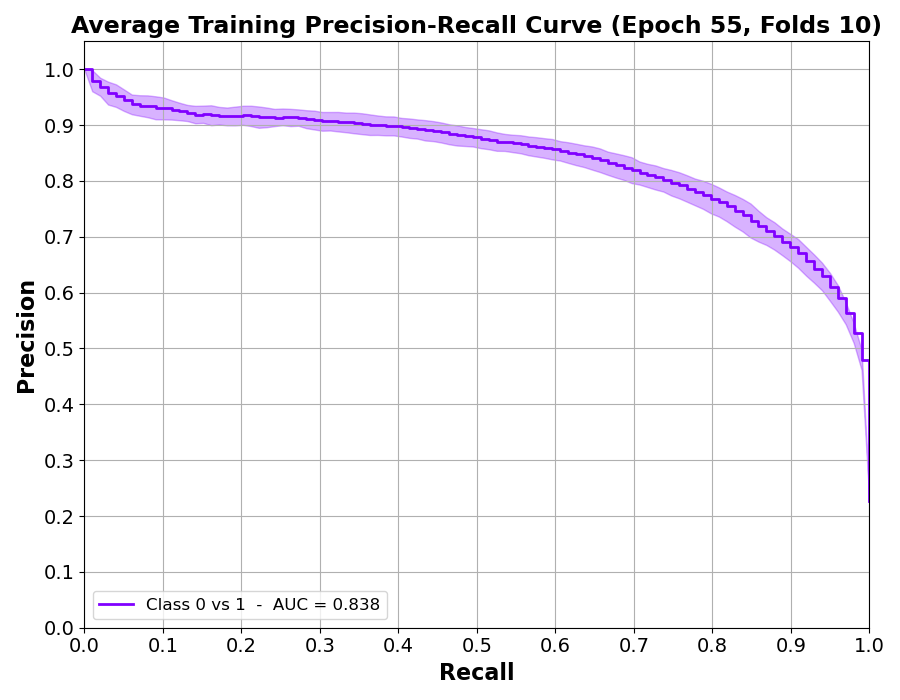 Average Training Precision-Recall Curve (Epoch 55, Folds 10)
Precision
1.0
0.9
0.8
0.7
0.6
0.5
0.4
0.3
0.2
0.1
0.0
Class 0 vs 1 - AUC = 0.838
0.0 0.1 0.2 0.3 0.4 0.5 0.6 0.7 0.8 0.9 1.0
Recall